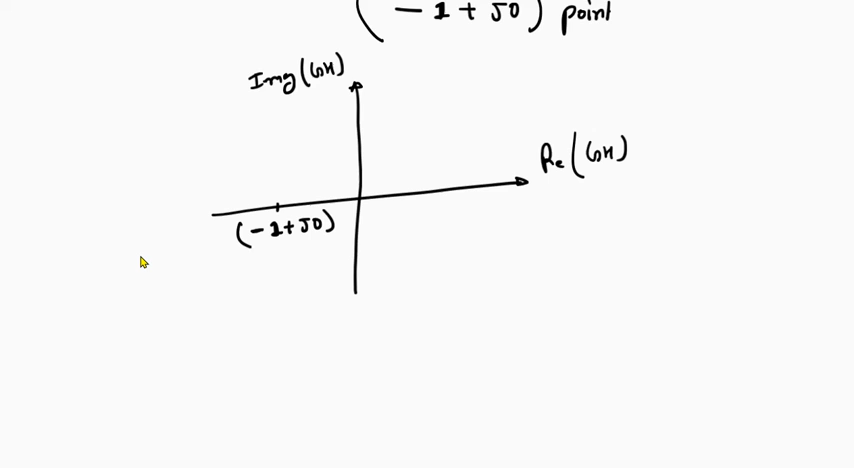 (-1 + J0) point
Img(GH)
Re(GH)
(-1+J0)